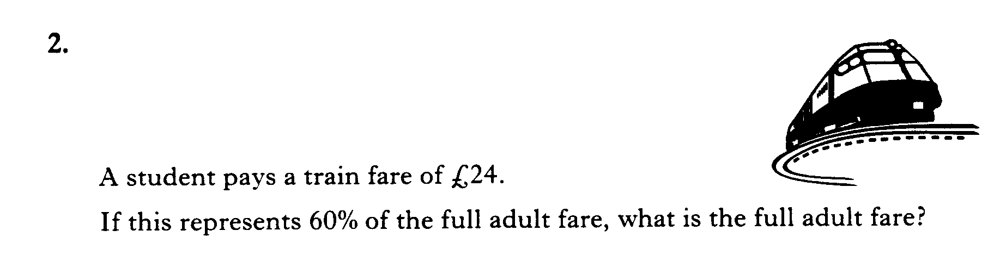 2.
A student pays a train fare of £24.
If this represents 60% of the full adult fare, what is the full adult fare?